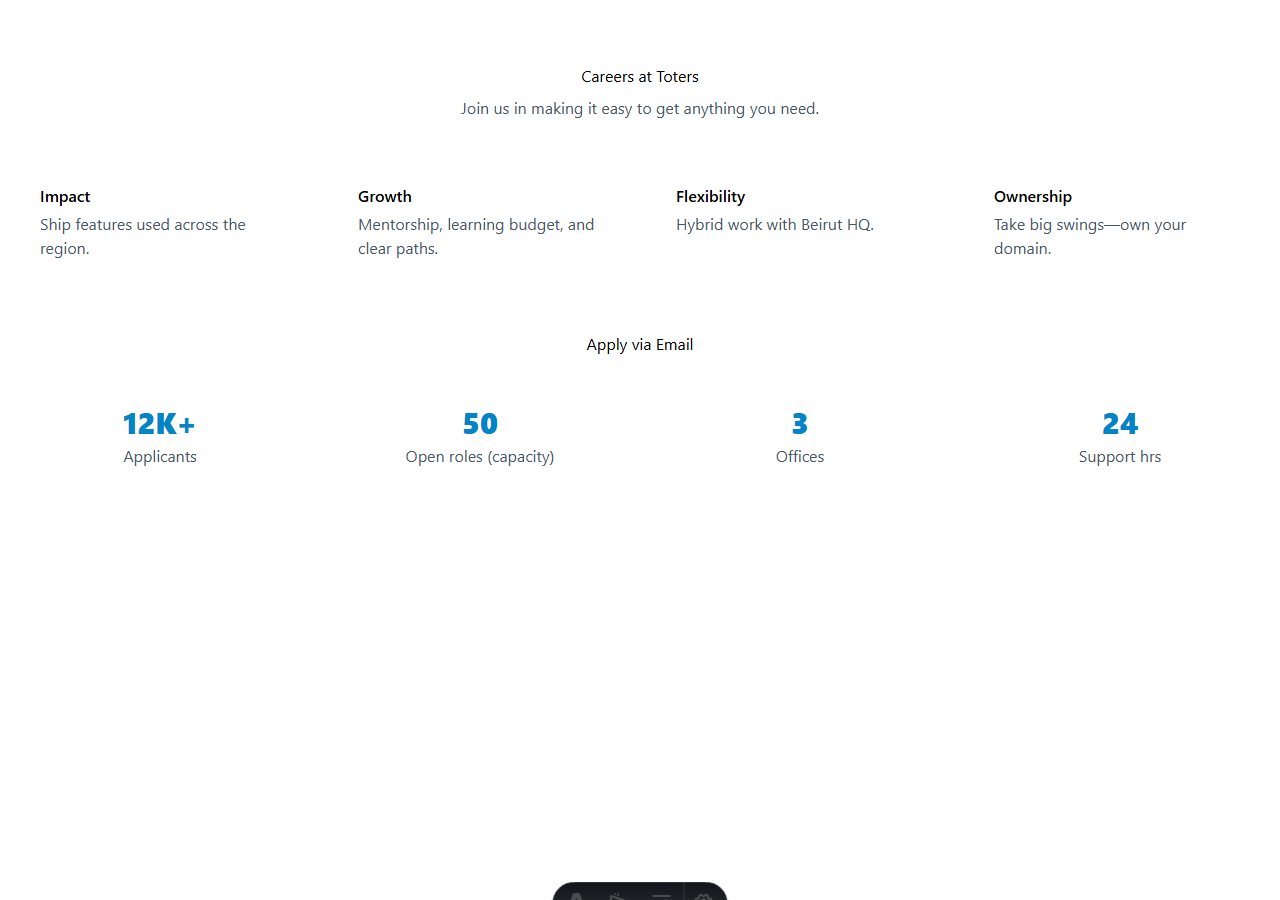 Careers at Toters
Join us in making it easy to get anything you need.
Impact
Ship features used across the
region.
Growth
Mentorship, learning budget, and
clear paths.
Flexibility
Hybrid work with Beirut HQ.
Ownership
Take big swings—own your
domain.
Apply via Email
12K+
Applicants
50
Open roles (capacity)
3
Offices
24
Support hrs